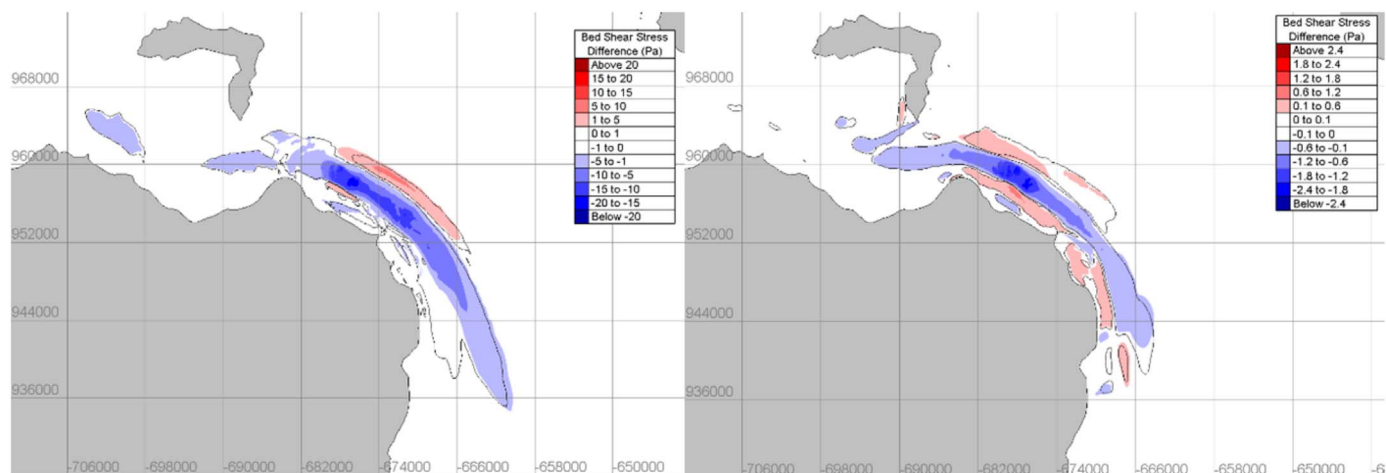 Bed Shear Stress
Difference (Pa)
Above 20
15 to 20
10 to 15
5 to 10
1 to 5
0 to 1
-1 to 0
-5 to -1
-10 to -5
-15 to -10
-20 to -15
Below -20
968000
960000
952000
944000
936000
-706000 -698000 -690000 -682000 -674000 -666000 -658000 -650000
Bed Shear Stress
Difference (Pa)
Above 2.4
1.8 to 2.4
1.2 to 1.8
0.6 to 1.2
0.1 to 0.6
0 to 0.1
-0.1 to 0
-0.6 to -0.1
-1.2 to -0.6
-1.8 to -1.2
-2.4 to -1.8
Below -2.4
968000
960000
952000
944000
936000
-706000 -698000 -690000 -682000 -674000 -666000 -658000 -650000